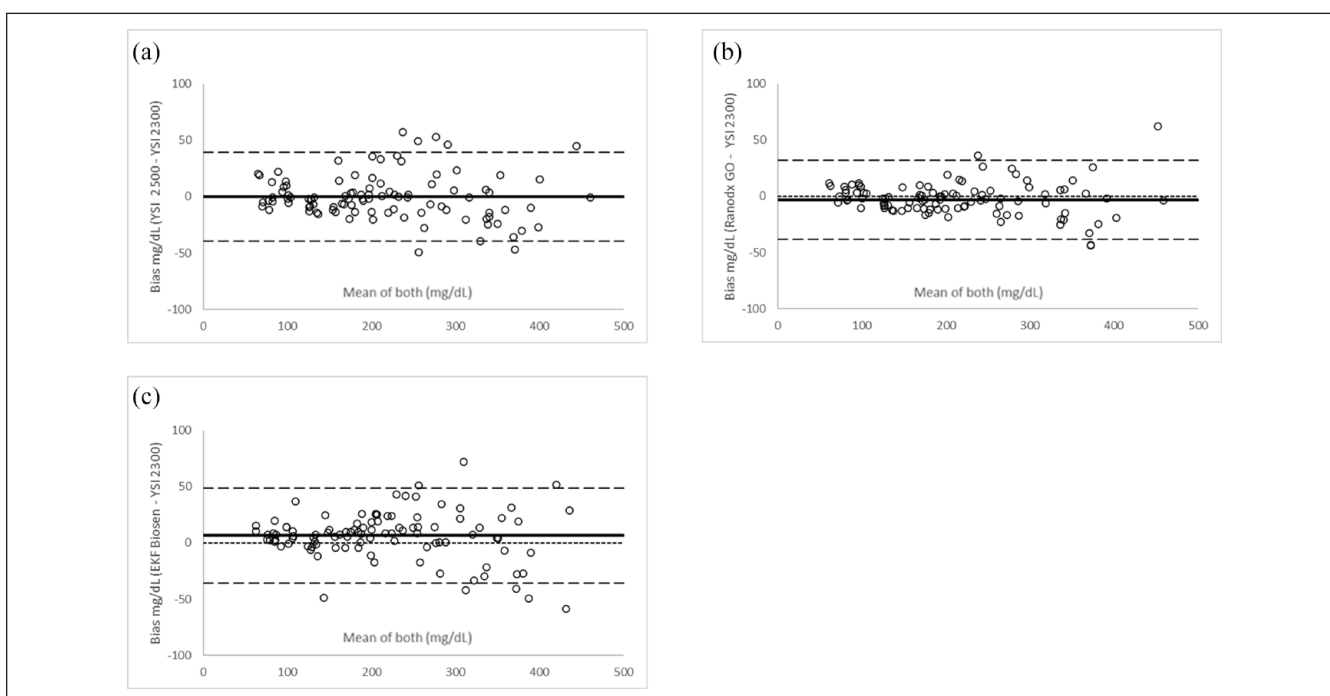 (a)
100
50
0
-50
-100
Bias mg/dL (YSI 2500 - YSI 2300)
Mean of both (mg/dL)
0 100 200 300 400 500
(b)
100
50
0
-50
-100
Bias mg/dL (Ranodx GO - YSI 2300)
Mean of both (mg/dL)
0 100 200 300 400 500
(c)
100
50
0
-50
-100
Bias mg/dL (EKF Biosen - YSI 2300)
Mean of both (mg/dL)
0 100 200 300 400 500